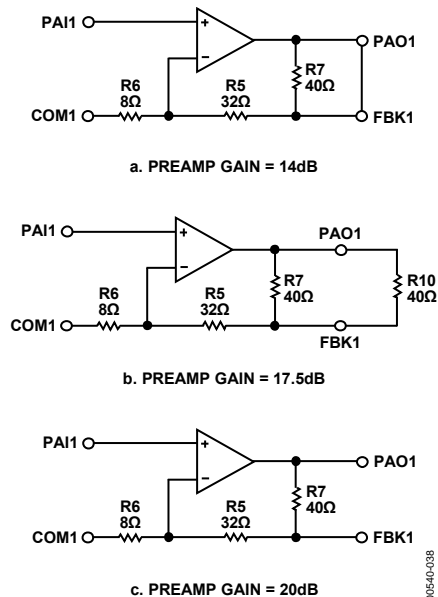 PAI1
+
−
PAO1
R6
8Ω
R5
32Ω
R7
40Ω
COM1
FBK1
a. PREAMP GAIN = 14dB
PAI1
+
−
PAO1
R6
8Ω
R5
32Ω
R7
40Ω
R10
40Ω
COM1
FBK1
b. PREAMP GAIN = 17.5dB
PAI1
+
−
PAO1
R6
8Ω
R5
32Ω
R7
40Ω
COM1
FBK1
c. PREAMP GAIN = 20dB
00540-038